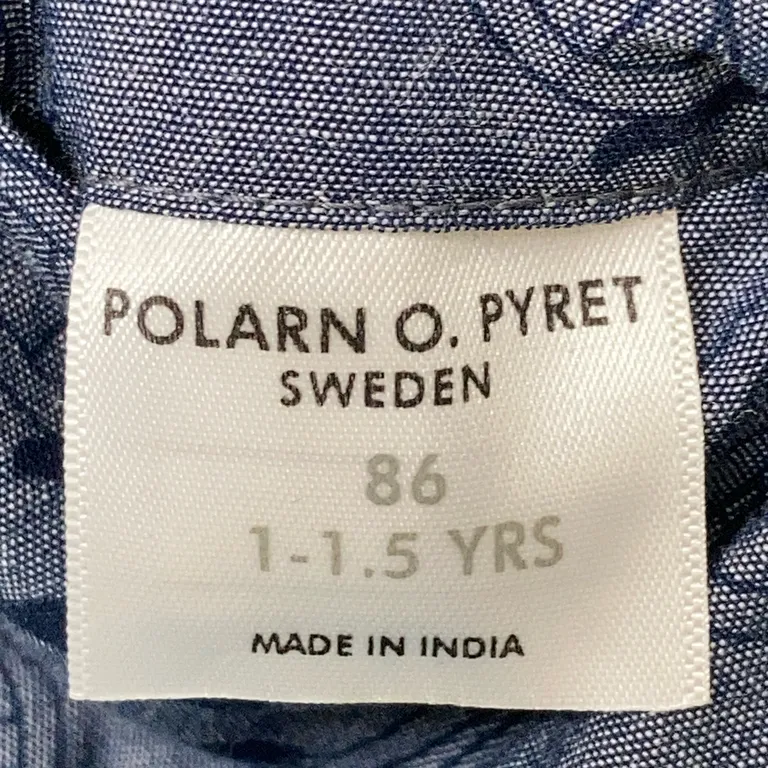 POLARN O. PYRET
SWEDEN
86
1-1.5 YRS
MADE IN INDIA